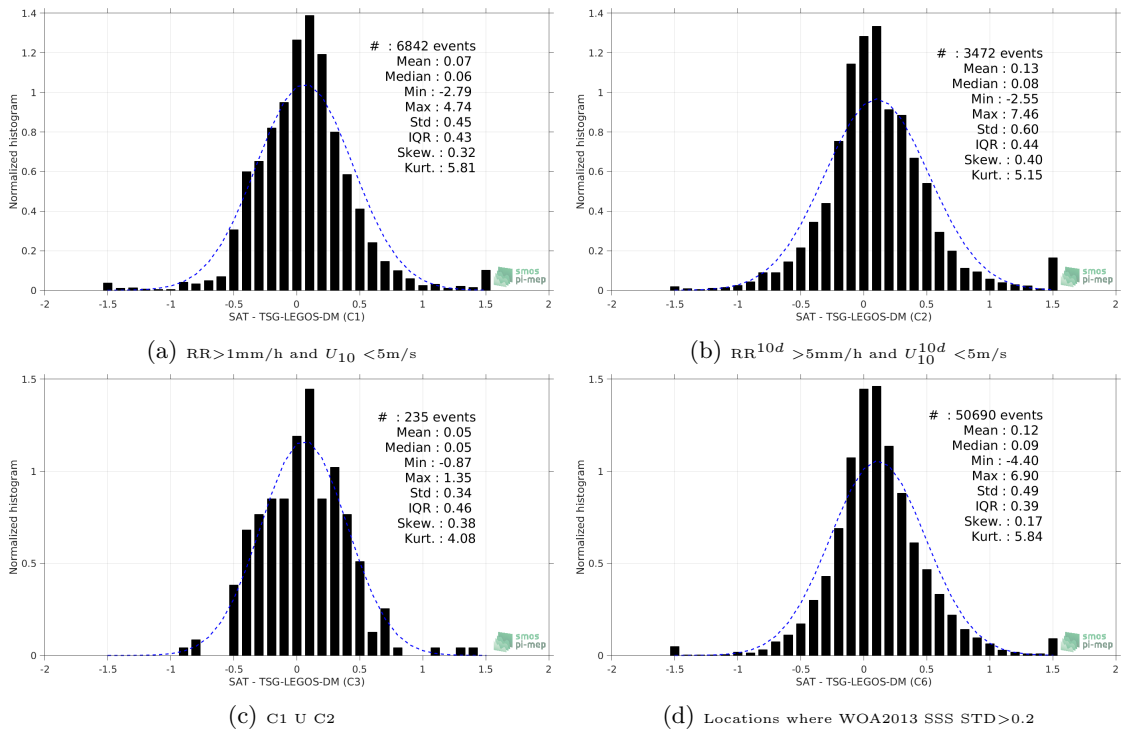 1.4
1.2
1
0.8
0.6
0.4
0.2
0
Normalized histogram
# : 6842 events
Mean : 0.07
Median : 0.06
Min : -2.79
Max : 4.74
Std : 0.45
IQR : 0.43
Skew. : 0.32
Kurt. : 5.81
smos
pi-mep
-2 -1.5 -1 -0.5 0 0.5 1 1.5 2
SAT - TSG-LEGOS-DM (C1)
(a) RR>1mm/h and U10 <5m/s
1.4
1.2
1
0.8
0.6
0.4
0.2
0
Normalized histogram
# : 3472 events
Mean : 0.13
Median : 0.08
Min : -2.55
Max : 7.46
Std : 0.60
IQR : 0.44
Skew. : 0.40
Kurt. : 5.15
smos
pi-mep
-2 -1.5 -1 -0.5 0 0.5 1 1.5 2
SAT - TSG-LEGOS-DM (C2)
(b) RR10d >5mm/h and U10d10 <5m/s
1.5
1
0.5
0
Normalized histogram
# : 235 events
Mean : 0.05
Median : 0.05
Min : -0.87
Max : 1.35
Std : 0.34
IQR : 0.46
Skew. : 0.38
Kurt. : 4.08
smos
pi-mep
-2 -1.5 -1 -0.5 0 0.5 1 1.5 2
SAT - TSG-LEGOS-DM (C3)
(c) C1 U C2
1.5
1
0.5
0
Normalized histogram
# : 50690 events
Mean : 0.12
Median : 0.09
Min : -4.40
Max : 6.90
Std : 0.49
IQR : 0.39
Skew. : 0.17
Kurt. : 5.84
smos
pi-mep
-2 -1.5 -1 -0.5 0 0.5 1 1.5 2
SAT - TSG-LEGOS-DM (C6)
(d) Locations where WOA2013 SSS STD>0.2